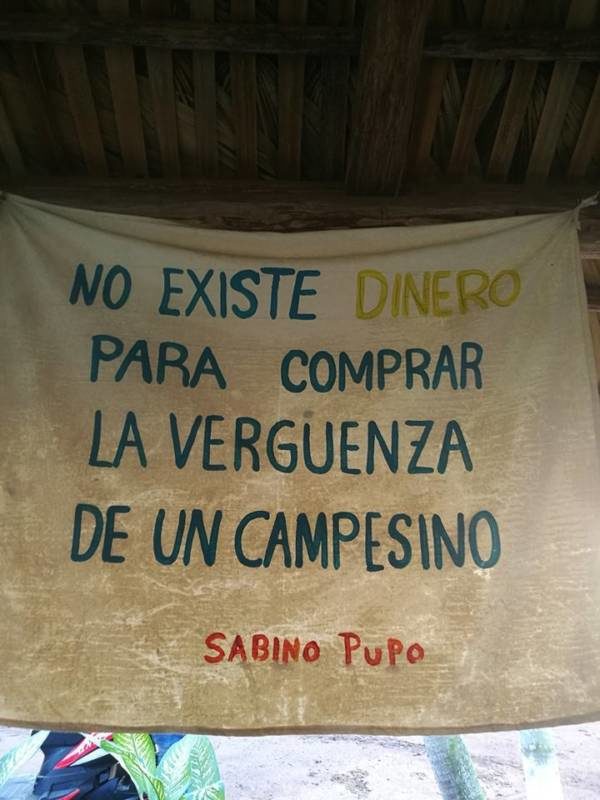 NO EXISTE DINERO
PARA COMPRAR
LA VERGUENZA
DE UN CAMPESINO
SABINO PUPO